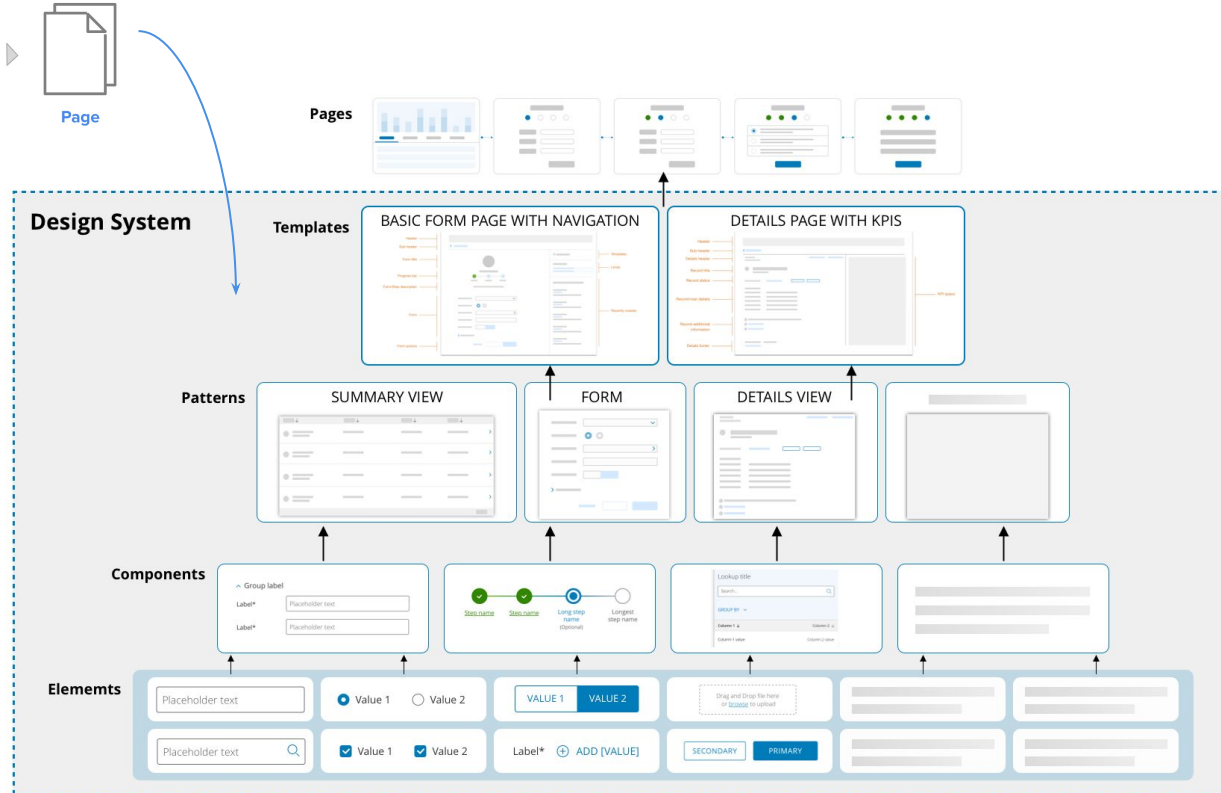 Page
Pages
Design System
Templates
BASIC FORM PAGE WITH NAVIGATION
DETAILS PAGE WITH KPIS
Patterns
SUMMARY VIEW
FORM
DETAILS VIEW
Components
Group label
Label*
Placeholder text
Label*
Placeholder text
Step name
Step name
Long step
name
(Optional)
Longest
step name
Lookup title
Search...
GROUP BY
Column 1
Column 2
Column 1 value
Column 2 value
Elememts
Placeholder text
Value 1
Value 2
VALUE 1
VALUE 2
Drag and Drop file here
or browse to upload
Placeholder text
Value 1
Value 2
Label*
ADD [VALUE]
SECONDARY
PRIMARY